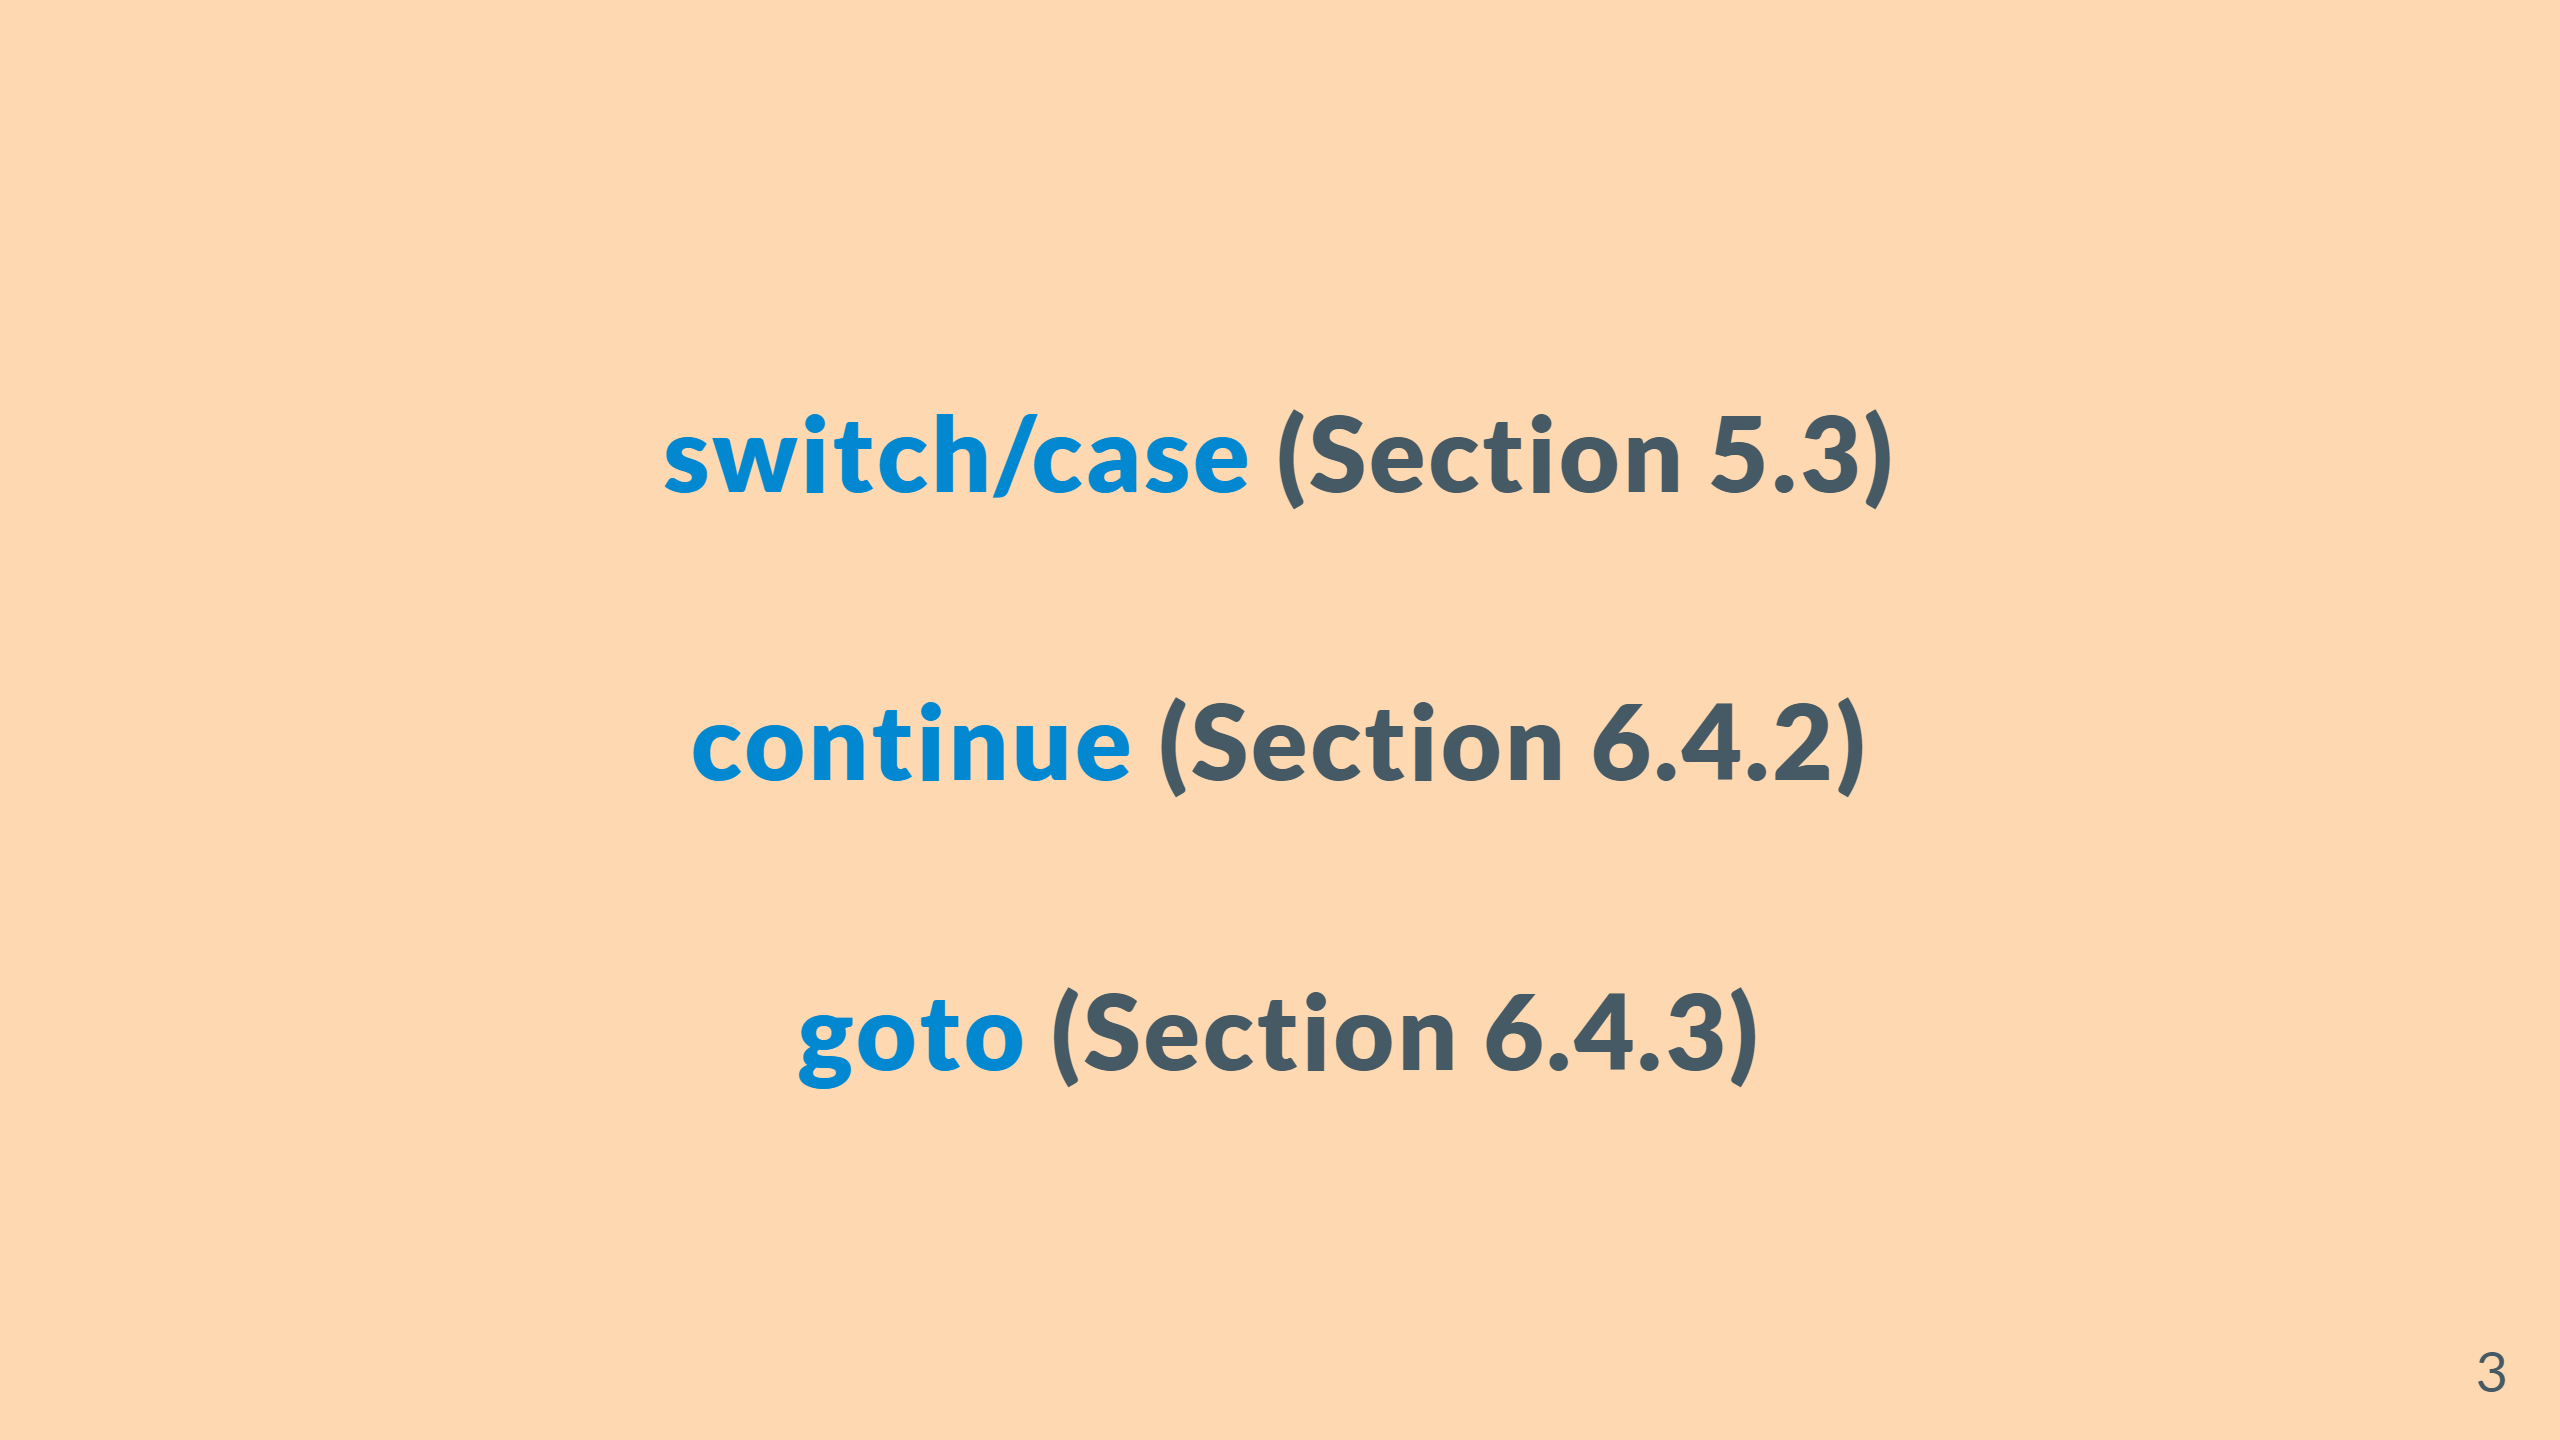 switch/case (Section 5.3)
continue (Section 6.4.2)
goto (Section 6.4.3)
3